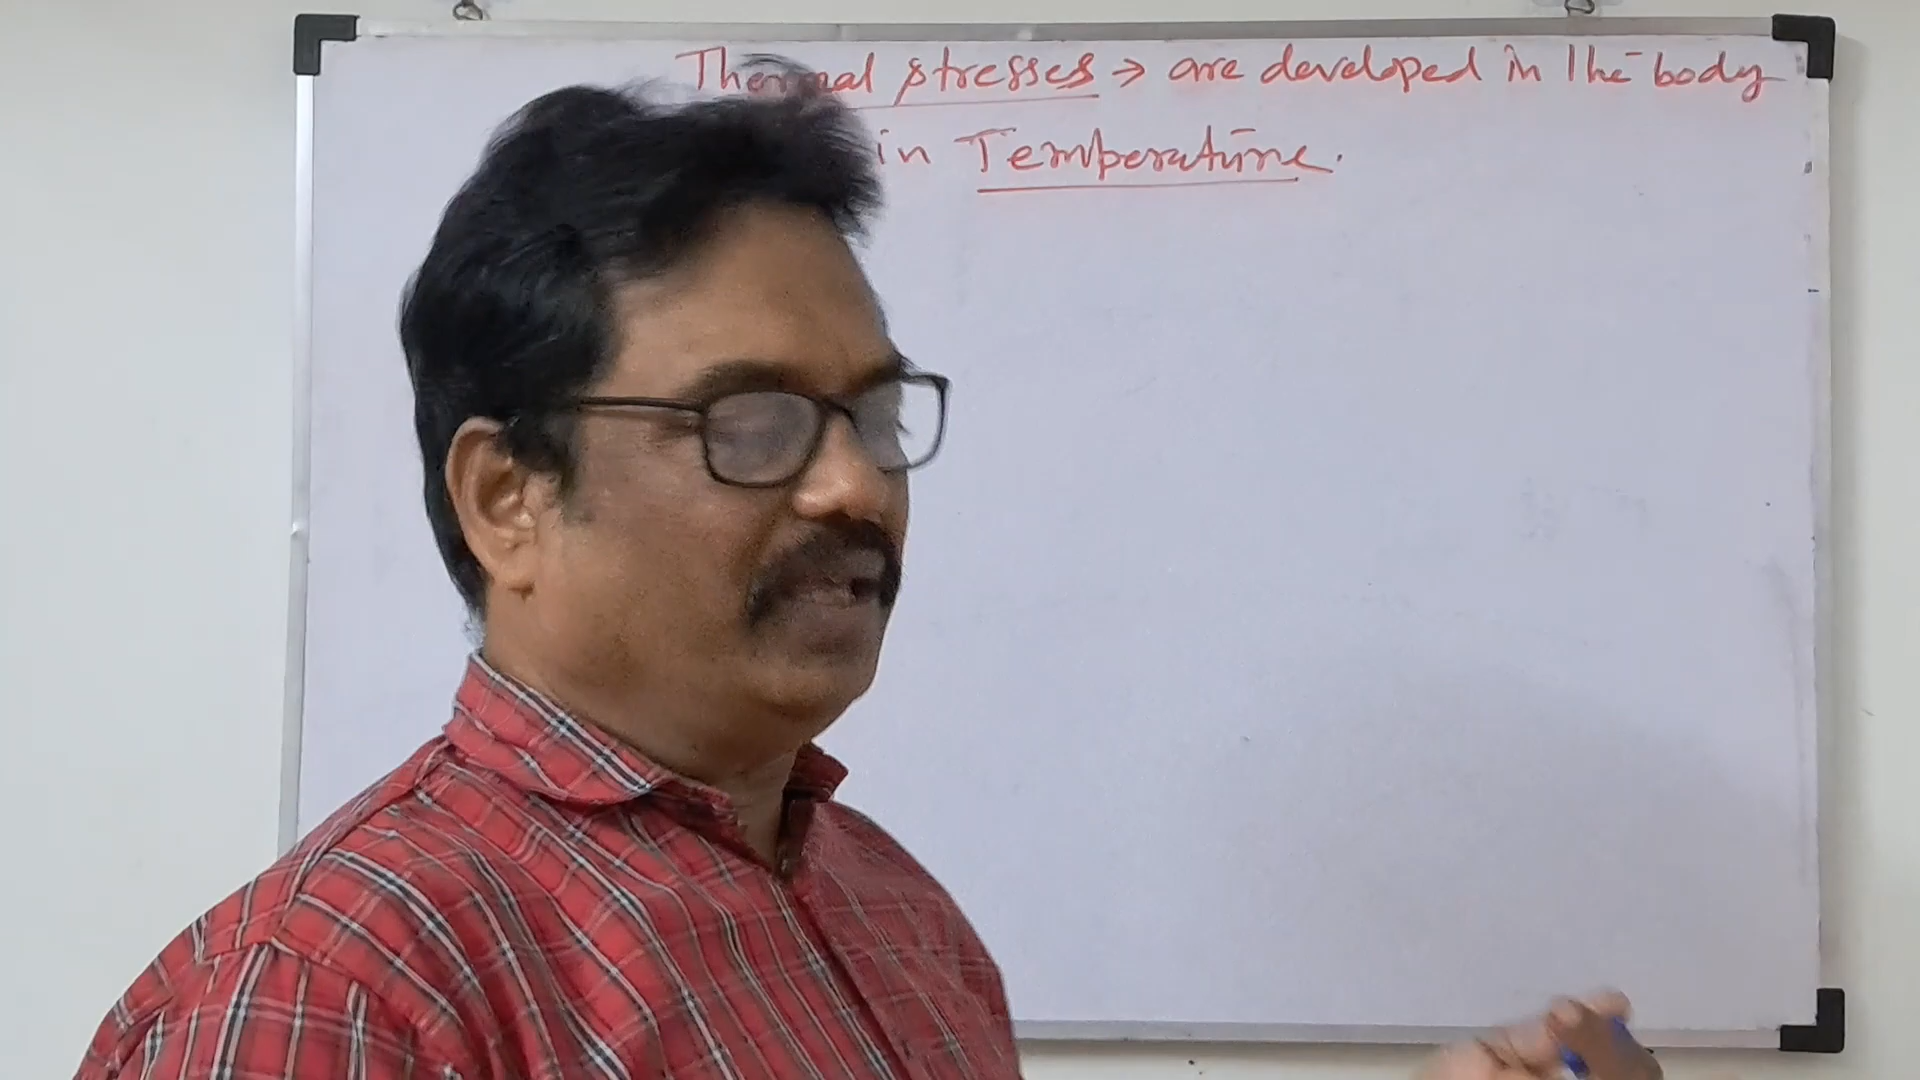 Thermal stresses → are developed in the body
in Temperature.